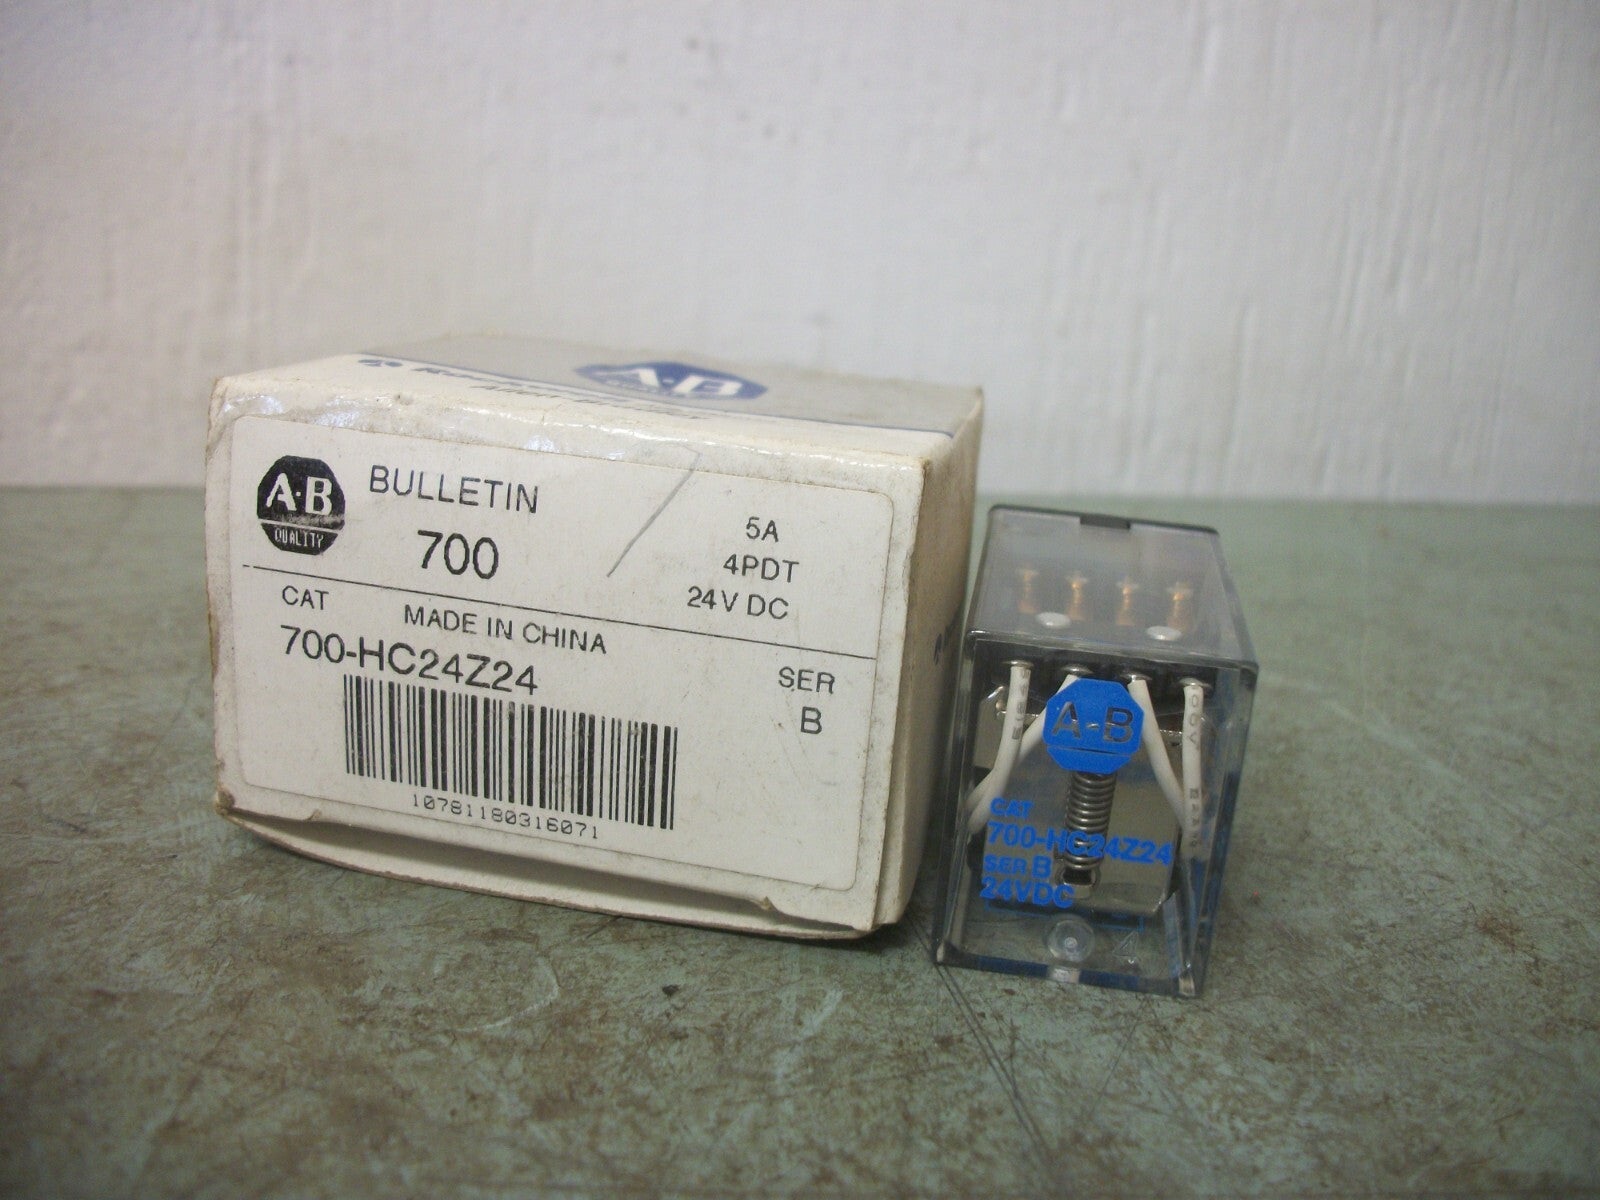 A-B
A·B
QUALITY
BULLETIN
700
5A
4PDT
24V DC
CAT
MADE IN CHINA
700-HC24Z24
SER
B
10781180316071
A-B
CAT
700-HC24Z24
SER B
24VDC